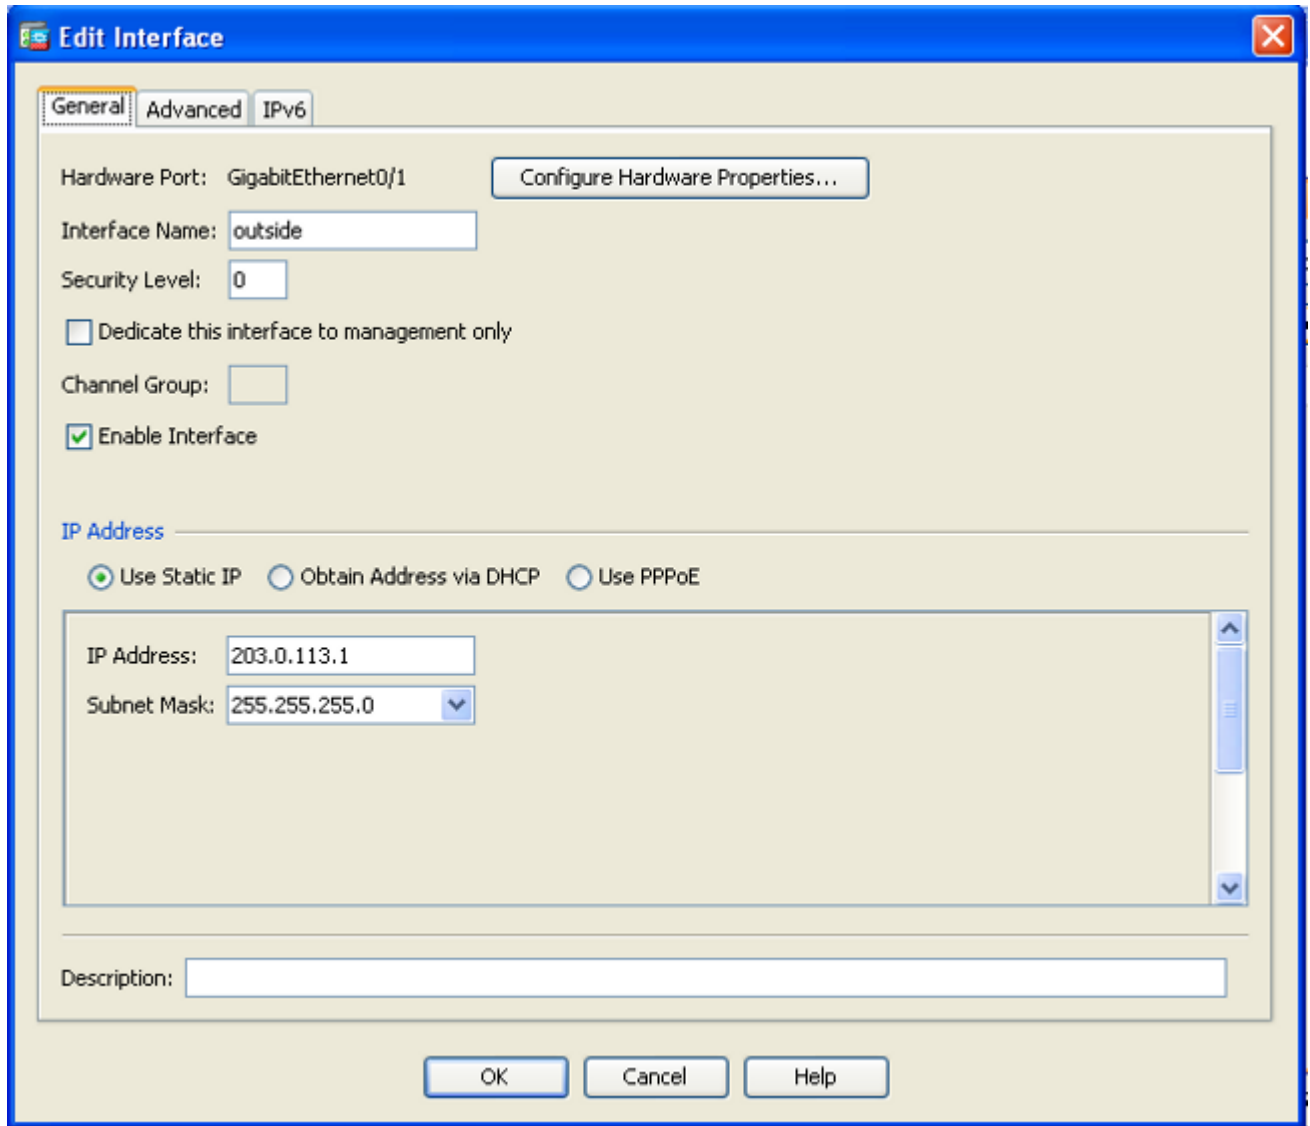 Edit Interface
General Advanced IPv6
Hardware Port: GigabitEthernet0/1 Configure Hardware Properties...
Interface Name: outside
Security Level: 0
Dedicate this interface to management only
Channel Group:
Enable Interface
IP Address
Use Static IP Obtain Address via DHCP Use PPPoE
IP Address: 203.0.113.1
Subnet Mask: 255.255.255.0
Description:
OK Cancel Help